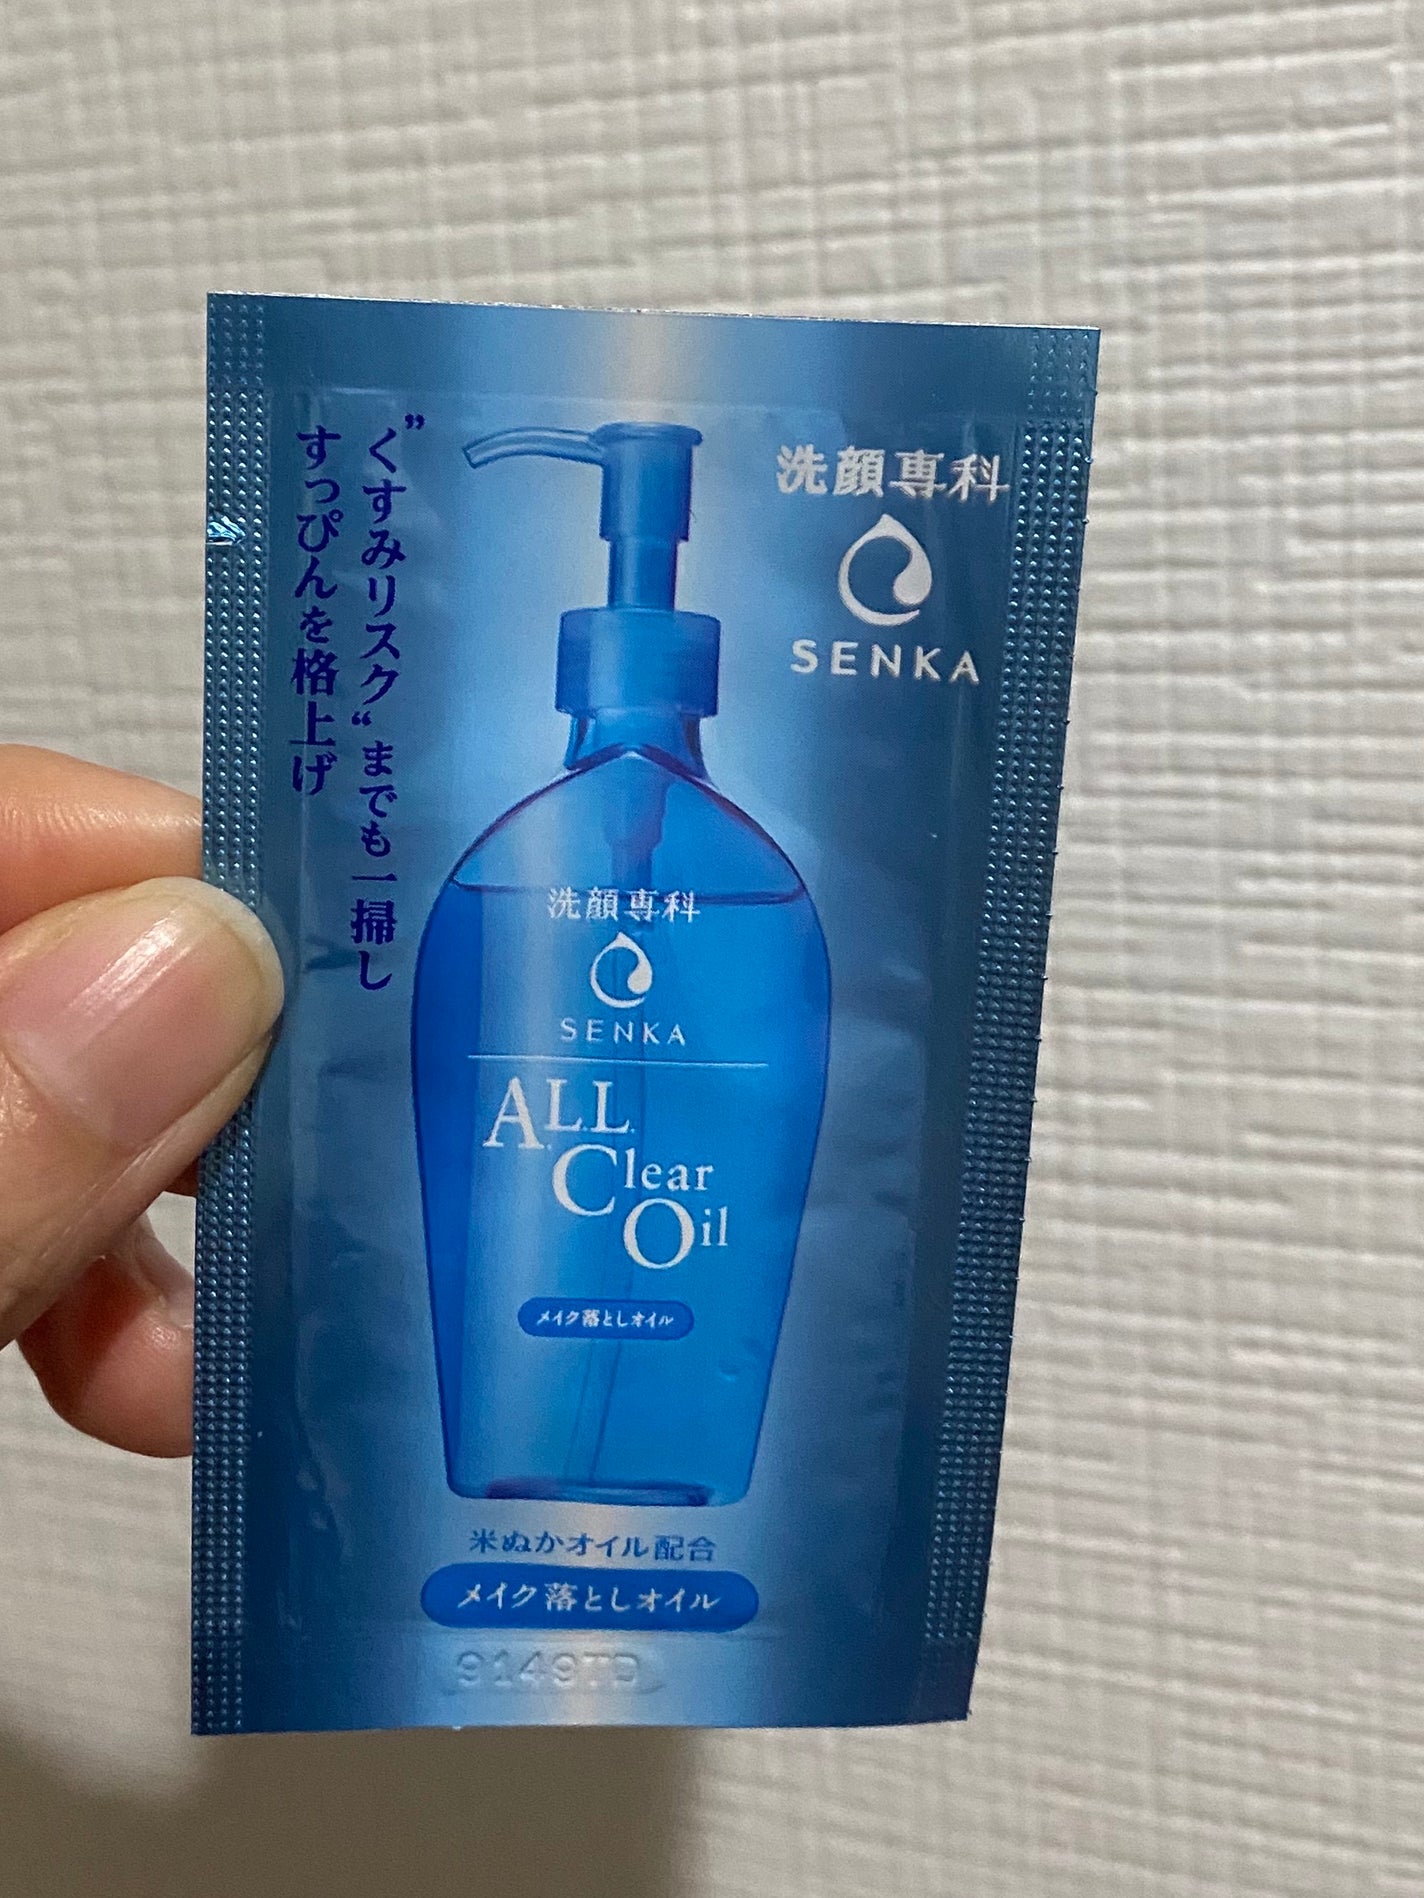 "くすみリスク"までも一掃し
すっぴんを格上げ
洗顔専科
SENKA
洗顔専科
SENKA
A.L.L.
Clear
Oil
メイク落としオイル
米ぬかオイル配合
メイク落としオイル
9149TD